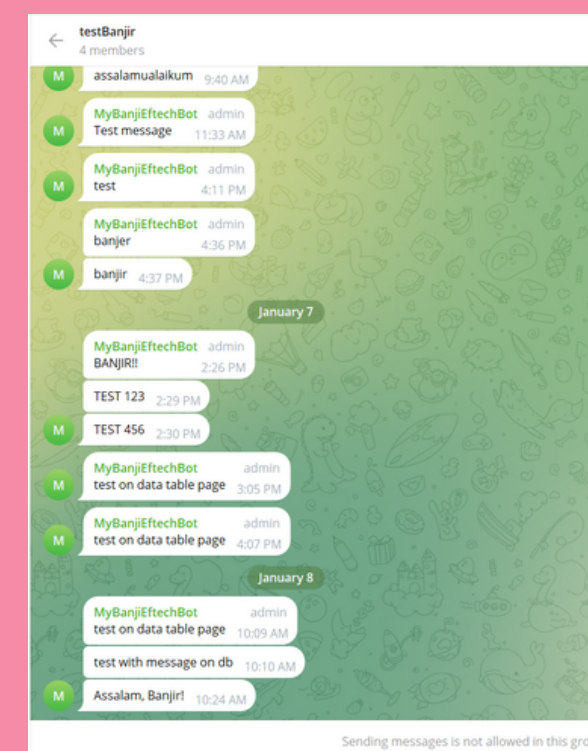 testBanjir
4 members
M
assalamualaikum 9:40 AM
MyBanjiEftechBot admin
Test message 11:33 AM
M
MyBanjiEftechBot admin
test 4:11 PM
M
MyBanjiEftechBot admin
banjer 4:36 PM
banjir 4:37 PM
M
January 7
MyBanjiEftechBot admin
BANJIR!! 2:26 PM
TEST 123 2:29 PM
TEST 456 2:30 PM
M
MyBanjiEftechBot admin
test on data table page 3:05 PM
M
MyBanjiEftechBot admin
test on data table page 4:07 PM
M
January 8
MyBanjiEftechBot admin
test on data table page 10:09 AM
test with message on db 10:10 AM
Assalam, Banjir! 10:24 AM
M
Sending messages is not allowed in this gro